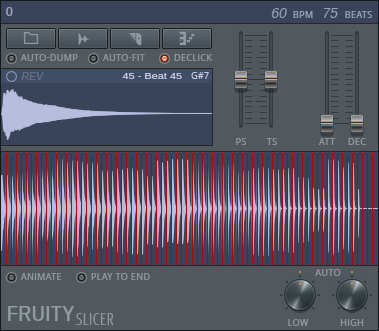 0 60 BPM 75 BEATS
AUTO-DUMP AUTO-FIT DECLICK
REV 45 - Beat 45 G#7
PS TS ATT DEC
ANIMATE PLAY TO END AUTO
LOW HIGH
FRUITY SLICER